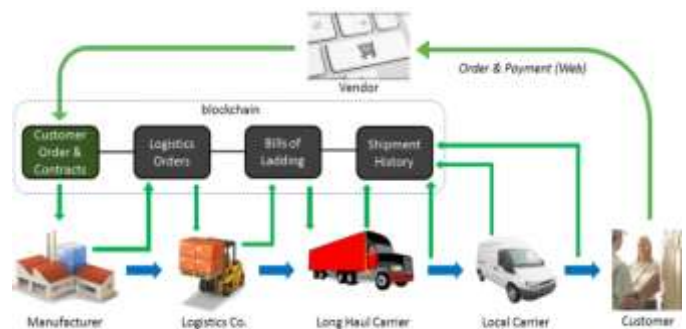 Order & Payment (Web)
Vendor
blockchain
Customer
Order &
Contracts
Logistics
Orders
Bills of
Ladding
Shipment
History
Manufacturer
Logistics Co.
Long Haul Carrier
Local Carrier
Customer